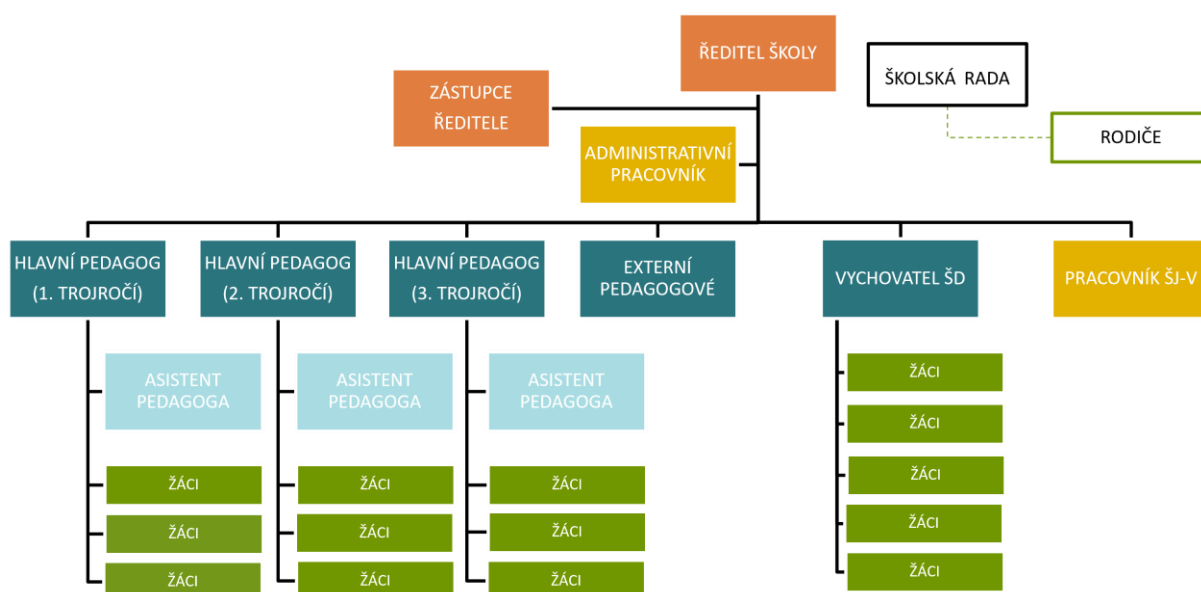 ŘEDITEL ŠKOLY
ŠKOLSKÁ RADA
ZÁSTUPCE
ŘEDITELE
RODIČE
ADMINISTRATIVNÍ
PRACOVNÍK
HLAVNÍ PEDAGOG
(1. TROJROČÍ)
HLAVNÍ PEDAGOG
(2. TROJROČÍ)
HLAVNÍ PEDAGOG
(3. TROJROČÍ)
EXTERNÍ
PEDAGOGOVÉ
VYCHOVATEL ŠD
PRACOVNÍK ŠJ-V
ASISTENT
PEDAGOGA
ASISTENT
PEDAGOGA
ASISTENT
PEDAGOGA
ŽÁCI
ŽÁCI
ŽÁCI
ŽÁCI
ŽÁCI
ŽÁCI
ŽÁCI
ŽÁCI
ŽÁCI
ŽÁCI
ŽÁCI
ŽÁCI
ŽÁCI
ŽÁCI